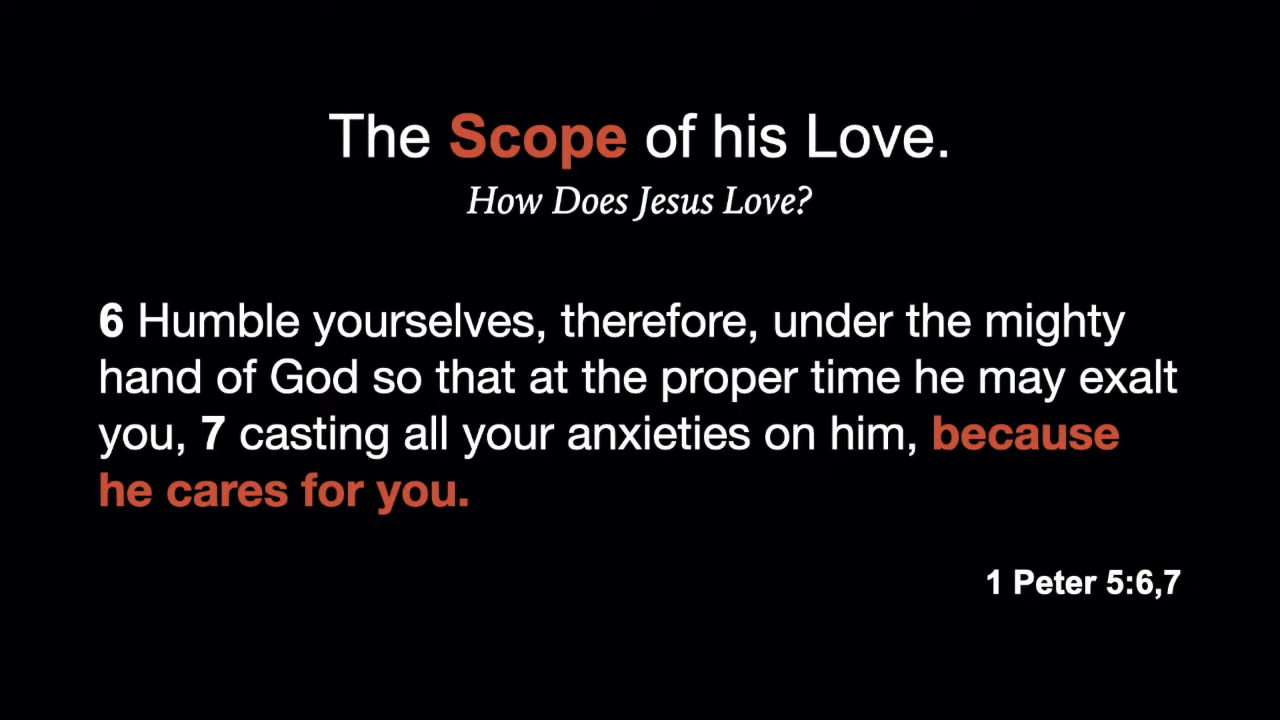 The Scope of his Love.
How Does Jesus Love?
6 Humble yourselves, therefore, under the mighty
hand of God so that at the proper time he may exalt
you, 7 casting all your anxieties on him, because
he cares for you.
1 Peter 5:6,7